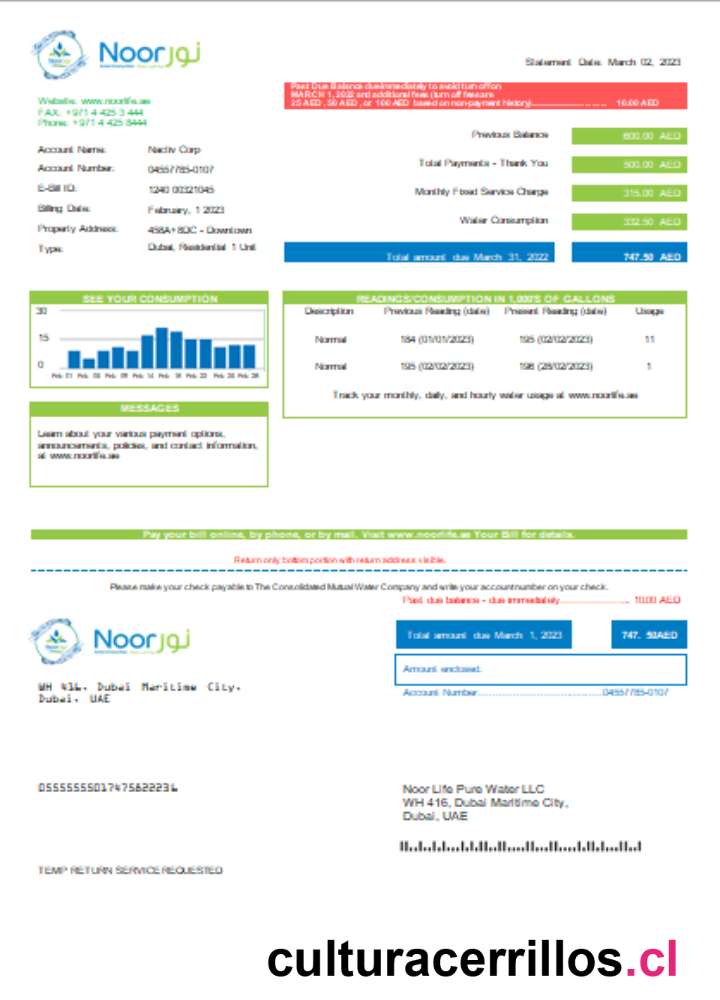 Noor نور
Statement Date: March 02, 2023
Past Due Balance due immediately to avoid turn off on
MARCH 1, 2022 and additional fees (turn off fees are
25 AED, 50 AED, or 100 AED based on non-payment history)........................ 10.00 AED
Website: www.noorlife.ae
FAX: +971 4 425 3 444
Phone: +971 4 425 8444
Previous Balance 600.00 AED
Account Name: Nactiv Corp
Total Payments - Thank You 500.00 AED
Account Number: 04557785-0107
E-Bill ID: 1240 00321045
Monthly Fixed Service Charge 315.00 AED
Billing Date: February, 1 2023
Water Consumption 332.50 AED
Property Address: 458A+8DC - Downtown
Type: Dubai, Residential 1 Unit
Total amount due March 31, 2022 747.50 AED
SEE YOUR CONSUMPTION
30
15
0
Feb. 01 Feb. 03 Feb. 06 Feb. 09 Feb. 14 Feb. 16 Feb. 18 Feb. 22 Feb. 26 Feb. 28
READINGS/CONSUMPTION IN 1,000'S OF GALLONS
Description Previous Reading (date) Present Reading (date) Usage
Normal 184 (01/01/2023) 195 (02/02/2023) 11
Normal 195 (02/02/2023) 196 (28/02/2023) 1
Track your monthly, daily, and hourly water usage at www.noorlife.ae
MESSAGES
Learn about your various payment options,
announcements, policies, and contact information,
at www.noorlife.ae
Pay your bill online, by phone, or by mail. Visit www.noorlife.ae Your Bill for details.
Return only bottom portion with return address visible.
Please make your check payable to The Consolidated Mutual Water Company and write your account number on your check.
Past due balance - due immediately........................ 10.00 AED
Noor نور
Total amount due March 1, 2023 747. 50AED
Amount enclosed:
Account Number........................................04557785-0107
WH 416, Dubai Maritime City,
Dubai, UAE
05555555017475822236
Noor Life Pure Water LLC
WH 416, Dubai Maritime City,
Dubai, UAE
TEMP RETURN SERVICE REQUESTED
culturacerrillos.cl